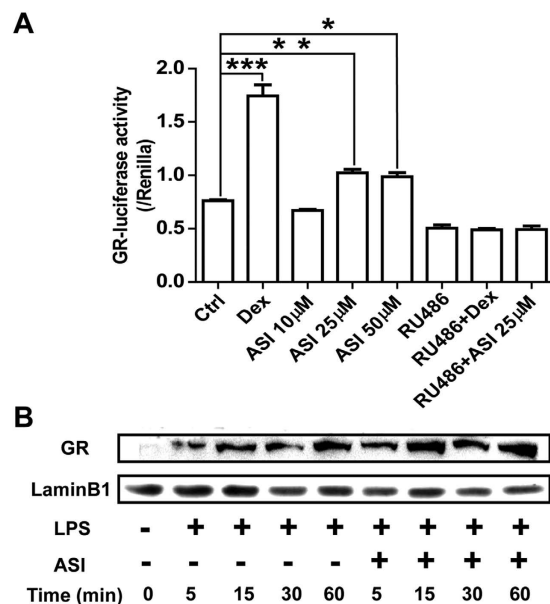 A
*
* *
***
GR-luciferase activity
(/Renilla)
2.0
1.5
1.0
0.5
0.0
Ctrl
Dex
ASI 10μM
ASI 25μM
ASI 50μM
RU486
RU486+Dex
RU486+ASI 25μM
B
GR
LaminB1
LPS - + + + + + + + +
ASI - - - - - + + + +
Time (min) 0 5 15 30 60 5 15 30 60